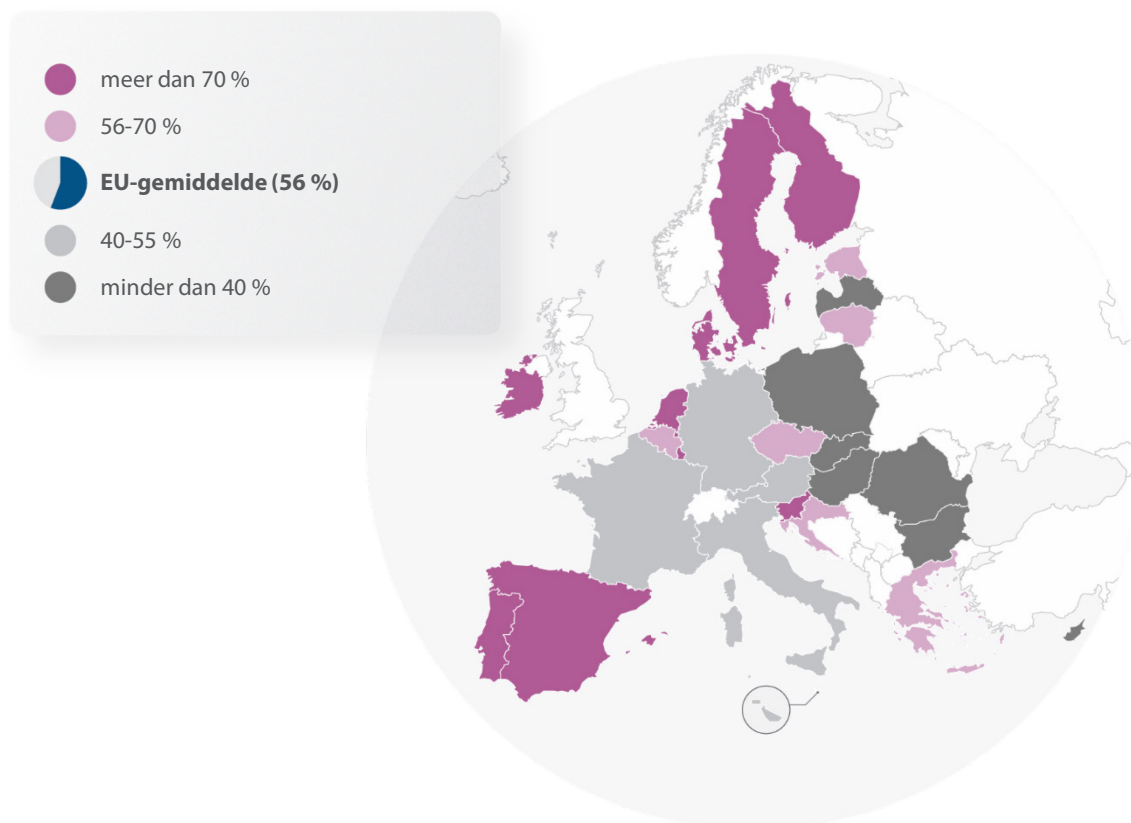 meer dan 70 %
56-70 %
EU-gemiddelde (56 %)
40-55 %
minder dan 40 %